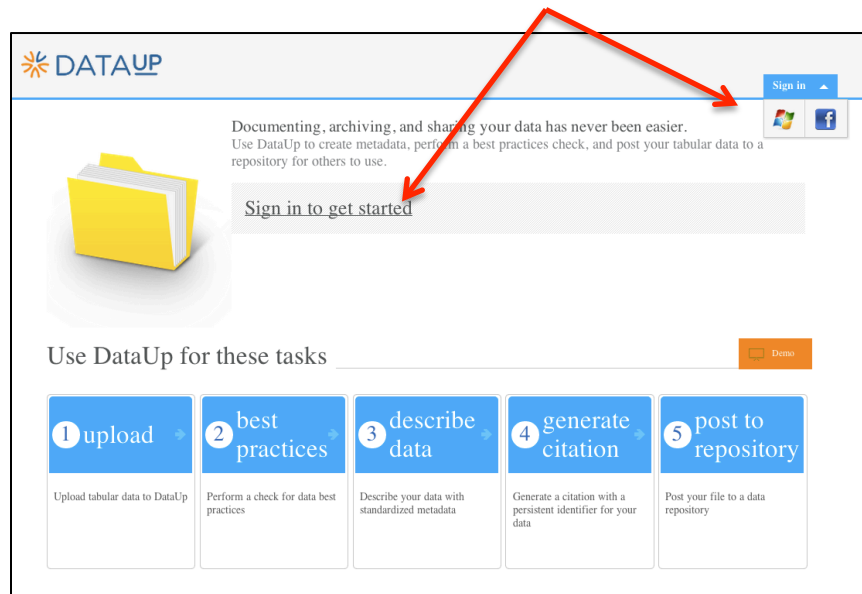 DATAUP
Sign in
Documenting, archiving, and sharing your data has never been easier.
Use DataUp to create metadata, perform a best practices check, and post your tabular data to a
repository for others to use.
Sign in to get started
Use DataUp for these tasks
Demo
1 upload
2 best
practices
3 describe
data
4 generate
citation
5 post to
repository
Upload tabular data to DataUp
Perform a check for data best
practices
Describe your data with
standardized metadata
Generate a citation with a
persistent identifier for your
data
Post your file to a data
repository